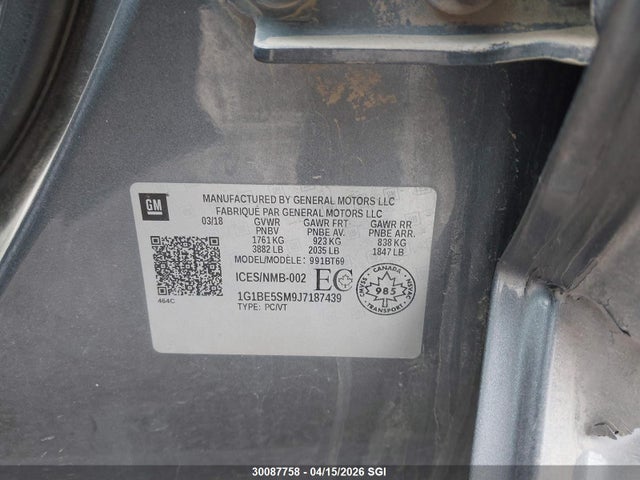 GM
MANUFACTURED BY GENERAL MOTORS LLC
FABRIQUÉ PAR GENERAL MOTORS LLC
03/18 GVWR GAWR FRT GAWR RR
PNBV PNBE AV. PNBE ARR.
1761 KG 923 KG 838 KG
3882 LB 2035 LB 1847 LB
MODEL/MODÈLE: 991BT69
ICES/NMB-002 EC
CANADA
985
TRANSPORT
464C
1G1BE5SM9J7187439
TYPE: PC/VT
30087758 - 04/15/2026 SGI